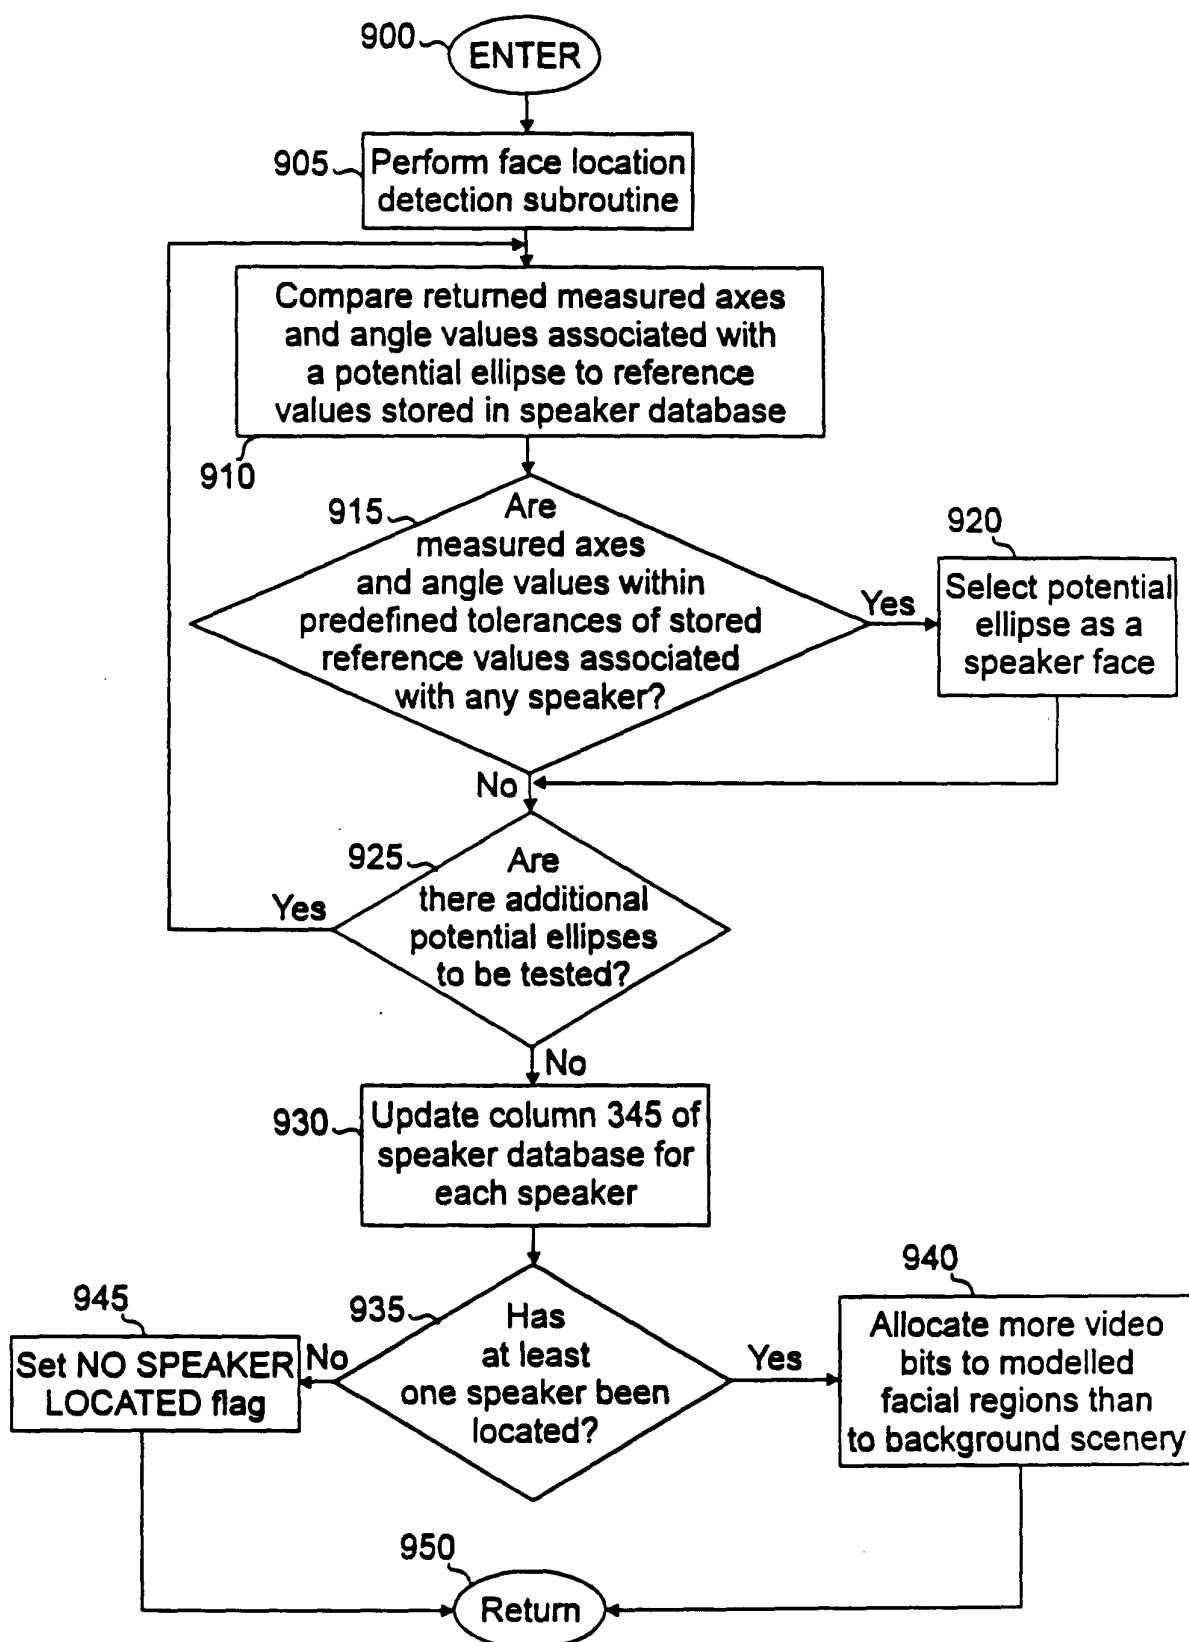 900
ENTER
905
Perform face location
detection subroutine
Compare returned measured axes
and angle values associated with
a potential ellipse to reference
values stored in speaker database
910
915
Are
measured axes
and angle values within
predefined tolerances of stored
reference values associated
with any speaker?
Yes
920
Select potential
ellipse as a
speaker face
No
925
Are
there additional
potential ellipses
to be tested?
Yes
No
930
Update column 345 of
speaker database for
each speaker
935
Has
at least
one speaker been
located?
No
945
Set NO SPEAKER
LOCATED flag
Yes
940
Allocate more video
bits to modelled
facial regions than
to background scenery
950
Return